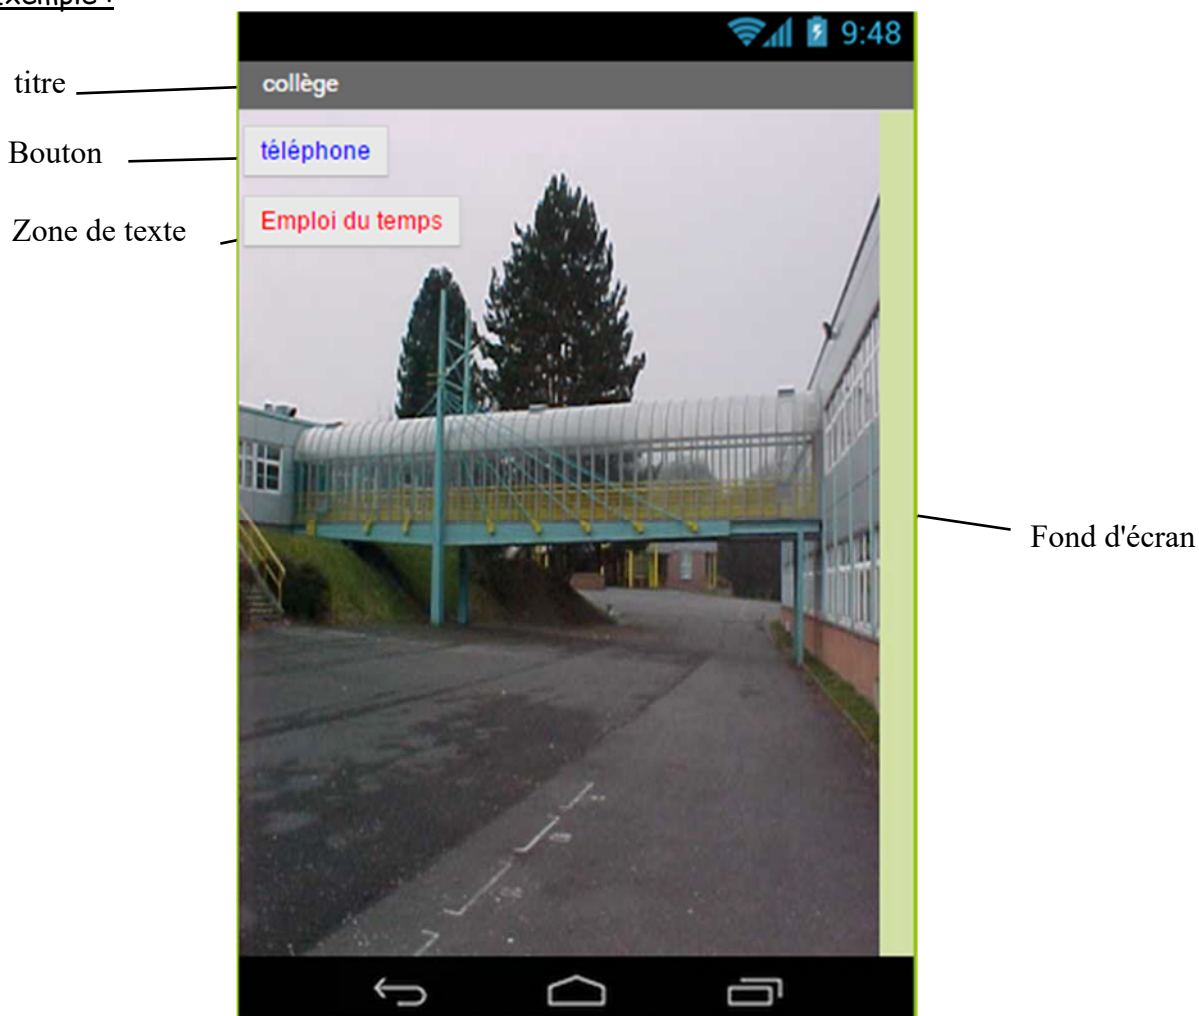 Exemple :
9:48
titre
collège
Bouton
téléphone
Zone de texte
Emploi du temps
Fond d'écran